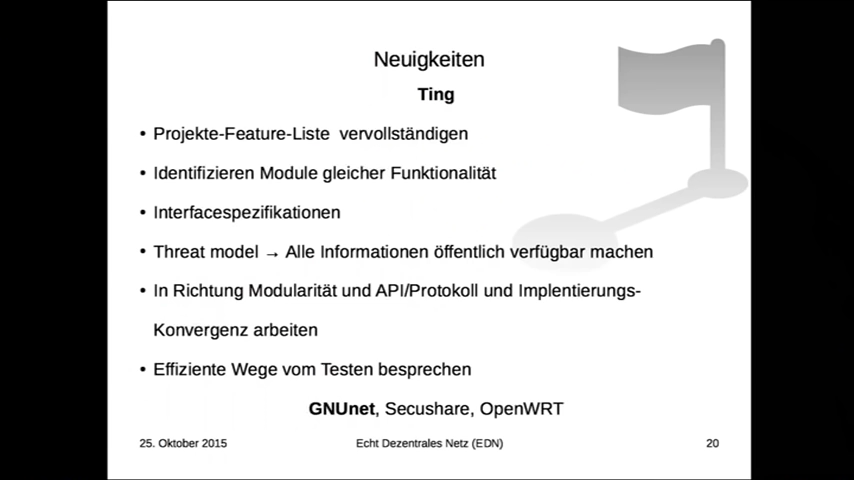 Neuigkeiten
Ting
• Projekte-Feature-Liste vervollständigen
• Identifizieren Module gleicher Funktionalität
• Interfacespezifikationen
• Threat model → Alle Informationen öffentlich verfügbar machen
• In Richtung Modularität und API/Protokoll und Implentierungs-
Konvergenz arbeiten
• Effiziente Wege vom Testen besprechen
GNUnet, Secushare, OpenWRT
25. Oktober 2015 Echt Dezentrales Netz (EDN) 20